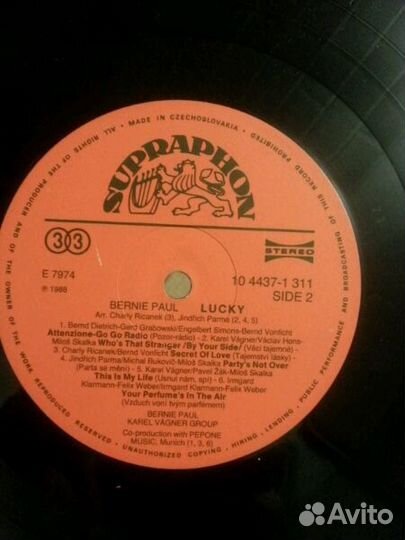 MADE IN CZECHOSLOVAKIA • ALL RIGHTS OF THE PRODUCER AND OF THE OWNER OF THE WORK REPRODUCED RESERVED • UNAUTHORIZED COPYING • HIRING • LENDING • PUBLIC PERFORMANCE AND BROADCASTING OF THIS RECORD PROHIBITED
SUPRAPHON
33
STEREO
E 7974
10 4437-1 311
℗ 1988
SIDE 2
BERNIE PAUL LUCKY
Arr. Charly Ricanek (3), Jindřich Parma (2, 4, 5)
1. Bernd Dietrich-Gerd Grabowski/Engelbert Simons-Bernd Vonficht
Attenzione-Go Go Radio (Pozor-rádio) - 2. Karel Vágner/Václav Hons-
Miloš Skalka Who's That Stranger /By Your Side/ (Věci tajemné) -
3. Charly Ricanek/Bernd Vonficht Secret Of Love (Tajemství lásky)
4. Jindřich Parma/Michal Bukovič-Miloš Skalka Party's Not Over
(Parta se mění) - 5. Karel Vágner/Pavel Žák-Miloš Skalka
This Is My Life (Usnul nám, spí) - 6. Irmgard
Klarmann-Felix Weber/Irmgard Klarmann-Felix Weber
Your Perfume's In The Air
(Vzduch voní tvým parfémem)
BERNIE PAUL
KAREL VÁGNER GROUP
Co-production with PEPONE
MUSIC, Munich (1, 3, 6)
Avito